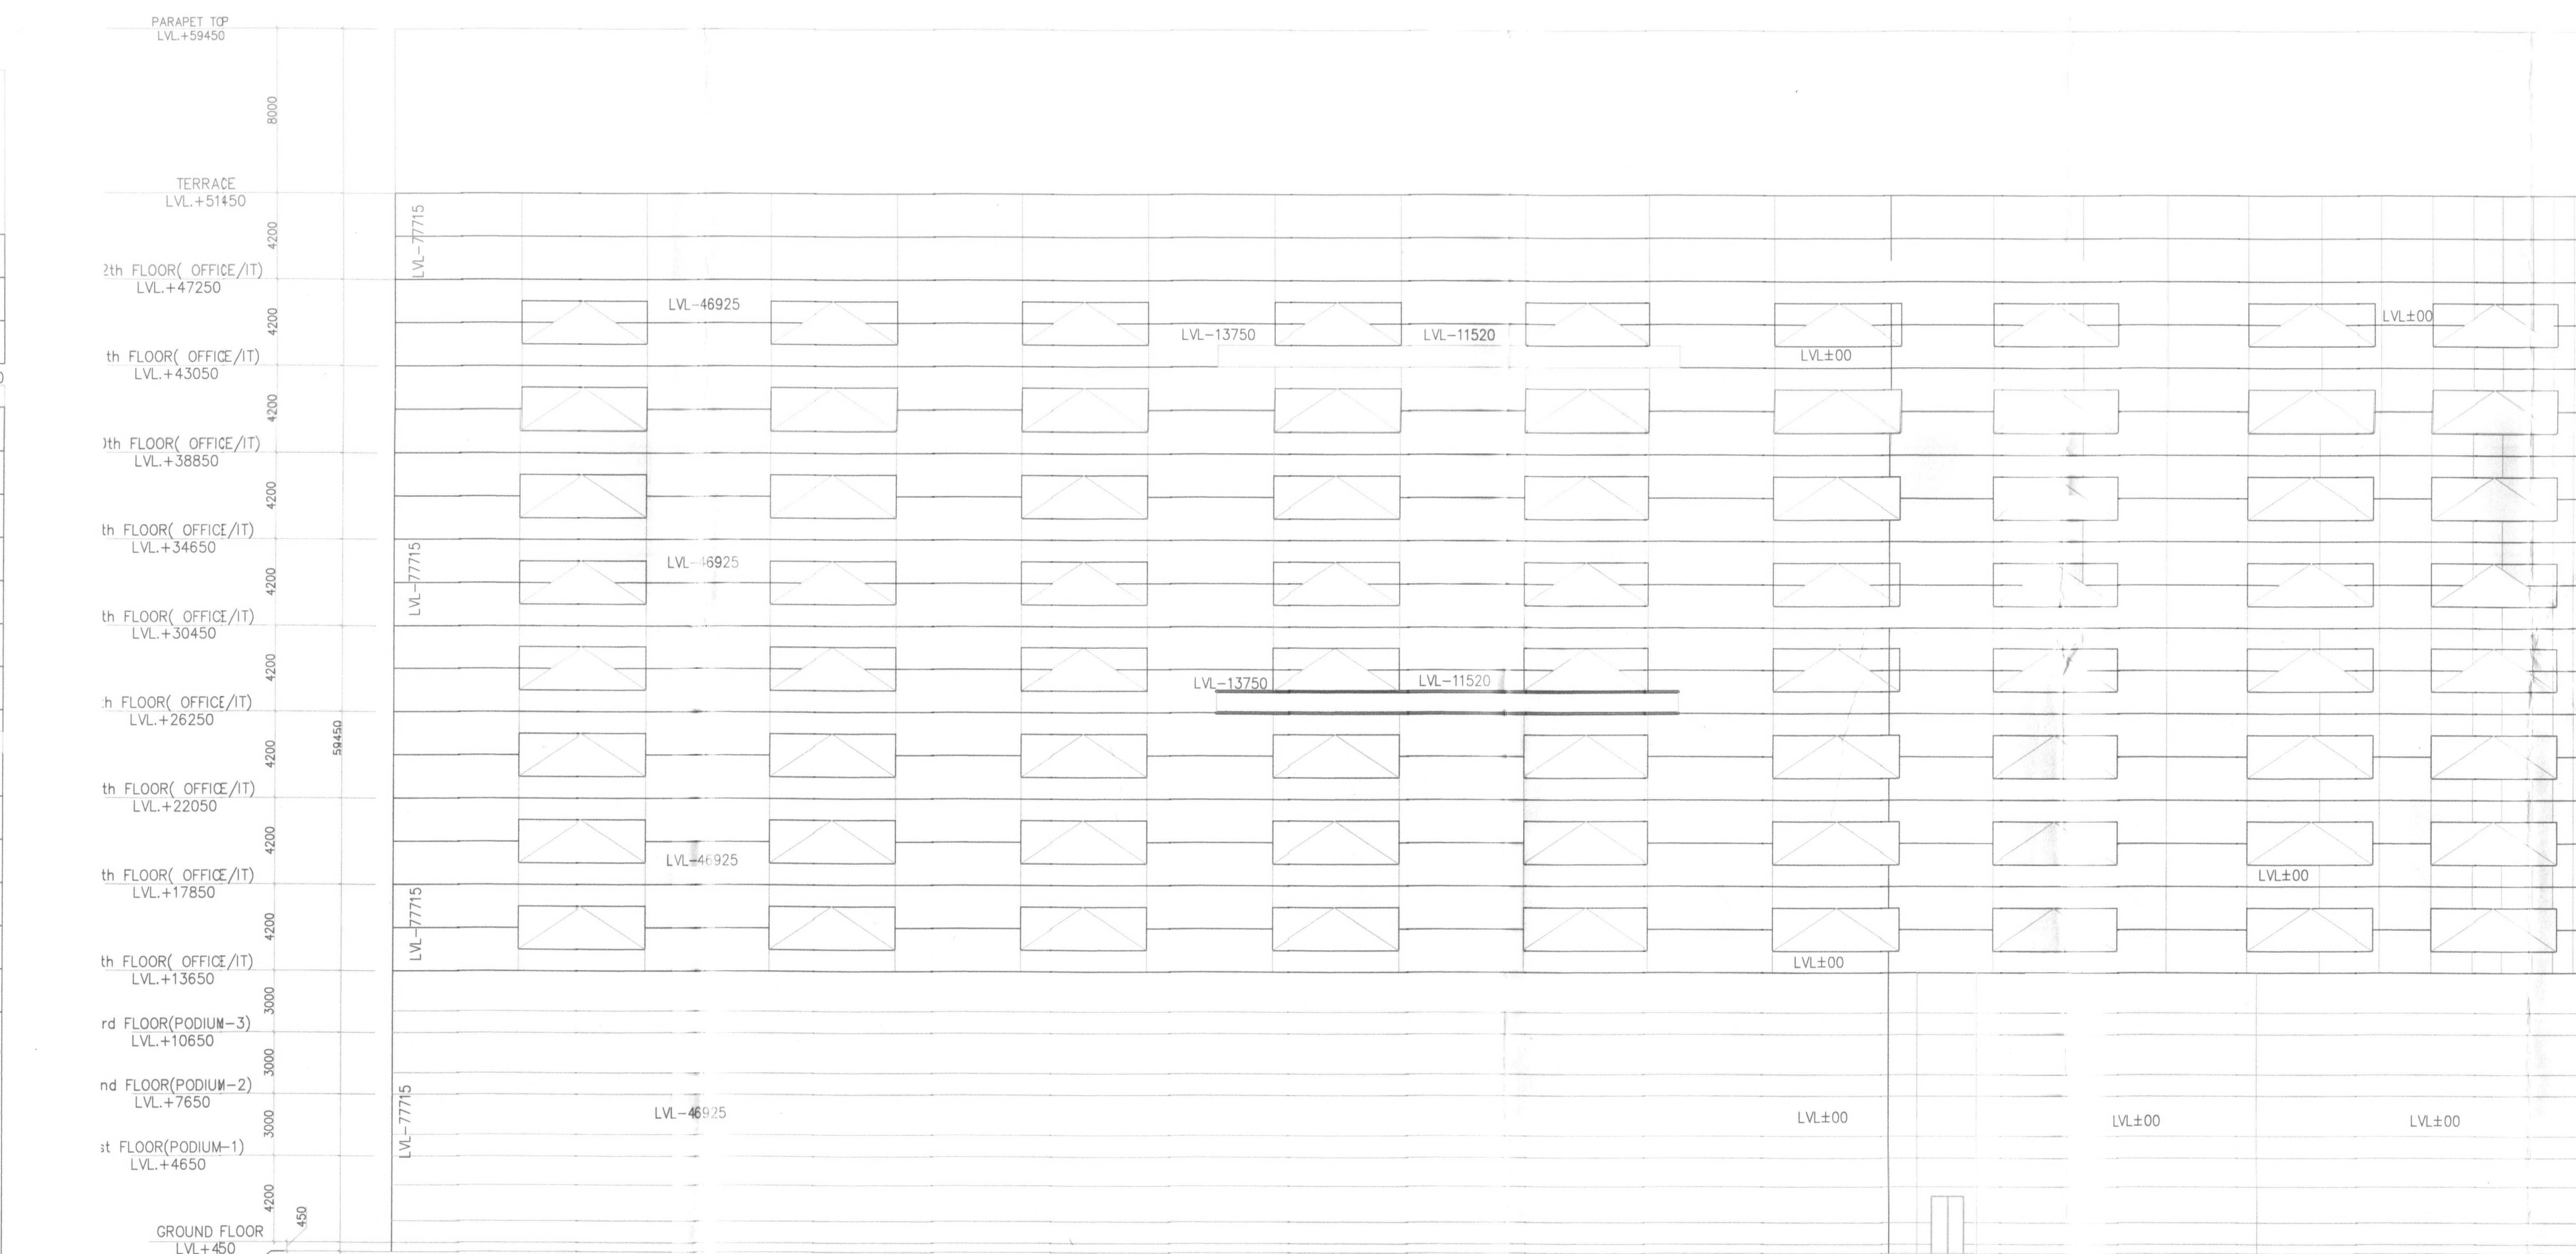 PARAPET TOP
LVL.+59450
8000
TERRACE
LVL.+51450
LVL-77715
4200
2th FLOOR( OFFICE/IT)
LVL.+47250
LVL-46925
4200
LVL±00
LVL-13750
LVL-11520
LVL±00
th FLOOR( OFFICE/IT)
LVL.+43050
4200
0th FLOOR( OFFICE/IT)
LVL.+38850
4200
th FLOOR( OFFICE/IT)
LVL.+34650
LVL-77715
LVL-46925
4200
th FLOOR( OFFICE/IT)
LVL.+30450
4200
LVL-13750
LVL-11520
th FLOOR( OFFICE/IT)
LVL.+26250
59450
4200
th FLOOR( OFFICE/IT)
LVL.+22050
4200
LVL-46925
th FLOOR( OFFICE/IT)
LVL.+17850
LVL±00
LVL-77715
4200
th FLOOR( OFFICE/IT)
LVL.+13650
LVL±00
3000
rd FLOOR(PODIUM-3)
LVL.+10650
3000
nd FLOOR(PODIUM-2)
LVL.+7650
LVL-77715
LVL-46925
LVL±00
LVL±00
LVL±00
3000
st FLOOR(PODIUM-1)
LVL.+4650
4200
450
GROUND FLOOR
LVL+450